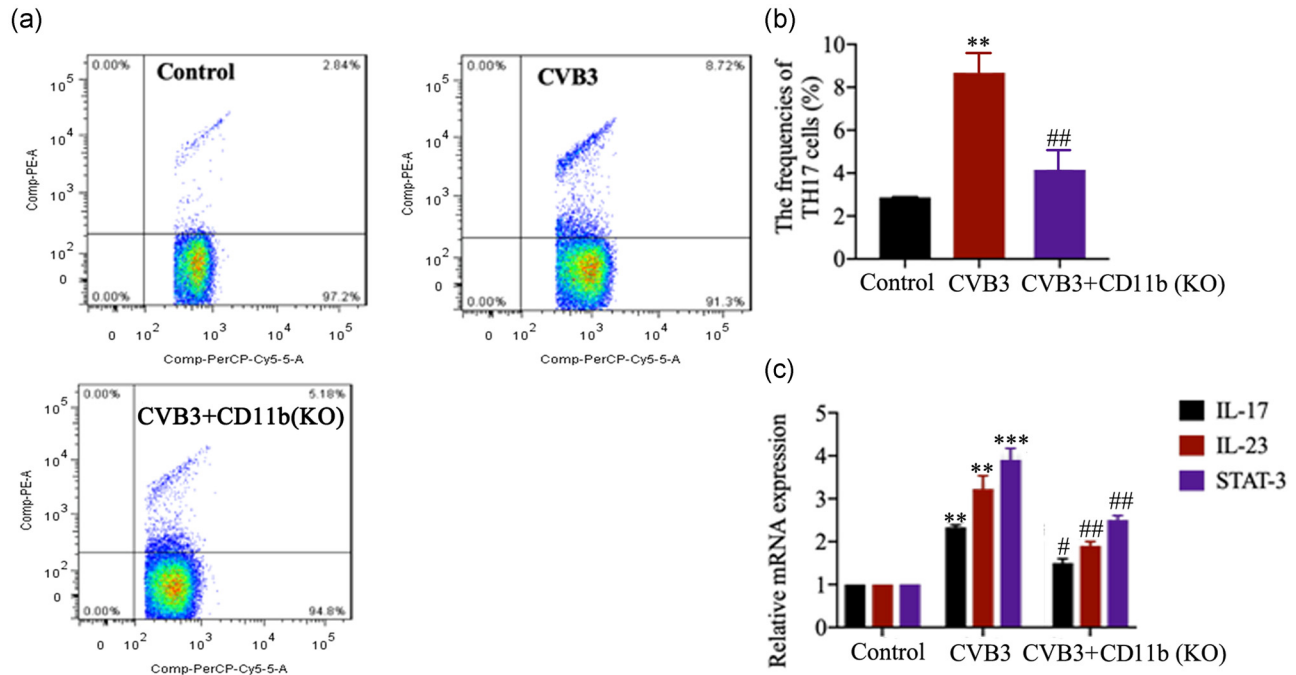 (a)
0.00%
Control
2.84%
10^5
10^4
10^3
10^2
0
Comp-PE-A
0.00%
97.2%
0
10^2
10^3
10^4
10^5
Comp-PerCP-Cy5-5-A
0.00%
CVB3
8.72%
10^5
10^4
10^3
10^2
0
Comp-PE-A
0.00%
91.3%
0
10^2
10^3
10^4
10^5
Comp-PerCP-Cy5-5-A
0.00%
5.18%
CVB3+CD11b(KO)
10^5
10^4
10^3
10^2
0
Comp-PE-A
0.00%
94.8%
0
10^2
10^3
10^4
10^5
Comp-PerCP-Cy5-5-A
(b)
The frequencies of
TH17 cells (%)
10
8
6
4
2
0
**
##
Control
CVB3
CVB3+CD11b (KO)
(c)
Relative mRNA expression
5
4
3
2
1
0
**
**
***
#
##
##
Control
CVB3
CVB3+CD11b (KO)
IL-17
IL-23
STAT-3